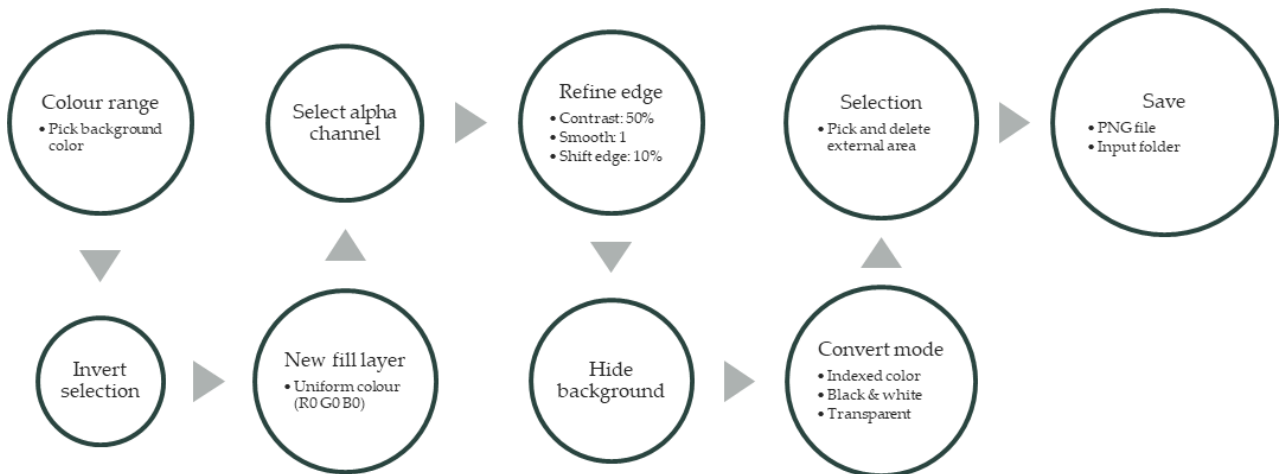 Colour range
• Pick background
color
Invert
selection
New fill layer
• Uniform colour
(R0 G0 B0)
Select alpha
channel
Refine edge
• Contrast: 50%
• Smooth: 1
• Shift edge: 10%
Hide
background
Convert mode
• Indexed color
• Black & white
• Transparent
Selection
• Pick and delete
external area
Save
• PNG file
• Input folder